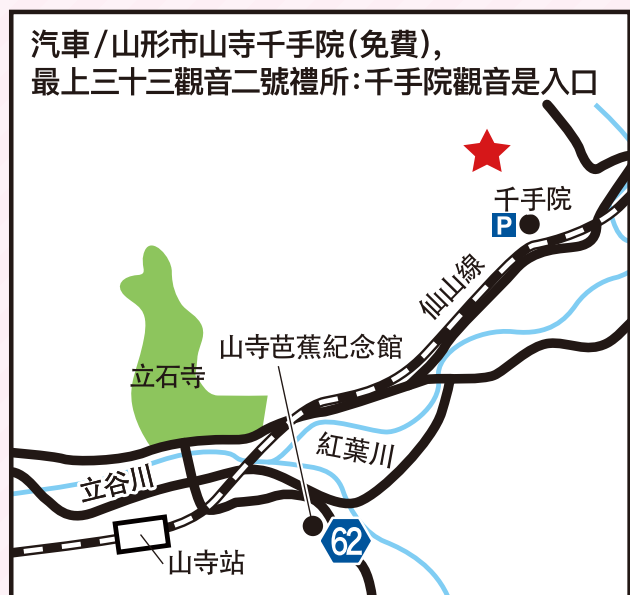 汽車/山形市山寺千手院(免費),
最上三十三觀音二號禮所:千手院觀音是入口
千手院
P
仙山線
山寺芭蕉紀念館
立石寺
紅葉川
立谷川
62
山寺站